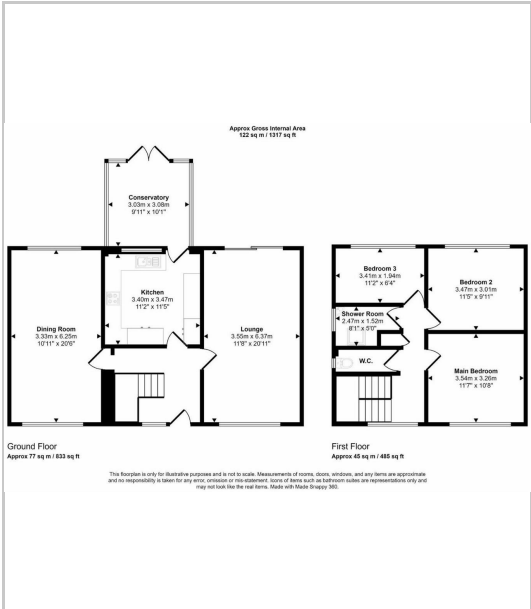 Approx Gross Internal Area
122 sq m / 1317 sq ft
Conservatory
3.03m x 3.06m
9'11" x 10'1"
Kitchen
3.40m x 3.47m
11'2" x 11'5"
Dining Room
3.33m x 6.25m
10'11" x 20'6"
Lounge
3.55m x 6.37m
11'8" x 20'11"
Ground Floor
Approx 77 sq m / 833 sq ft
Bedroom 3
3.41m x 1.94m
11'2" x 6'4"
Bedroom 2
3.47m x 3.01m
11'5" x 9'11"
Shower Room
2.47m x 1.52m
8'1" x 5'0"
W.C.
Main Bedroom
3.54m x 3.26m
11'7" x 10'8"
First Floor
Approx 45 sq m / 485 sq ft
This floorplan is only for illustrative purposes and is not to scale. Measurements of rooms, doors, windows, and any items are approximate
and no responsibility is taken for any error, omission or mis-statement. Icons of items such as bathroom suites are representations only and
may not look like the real items. Made with Made Snappy 360.